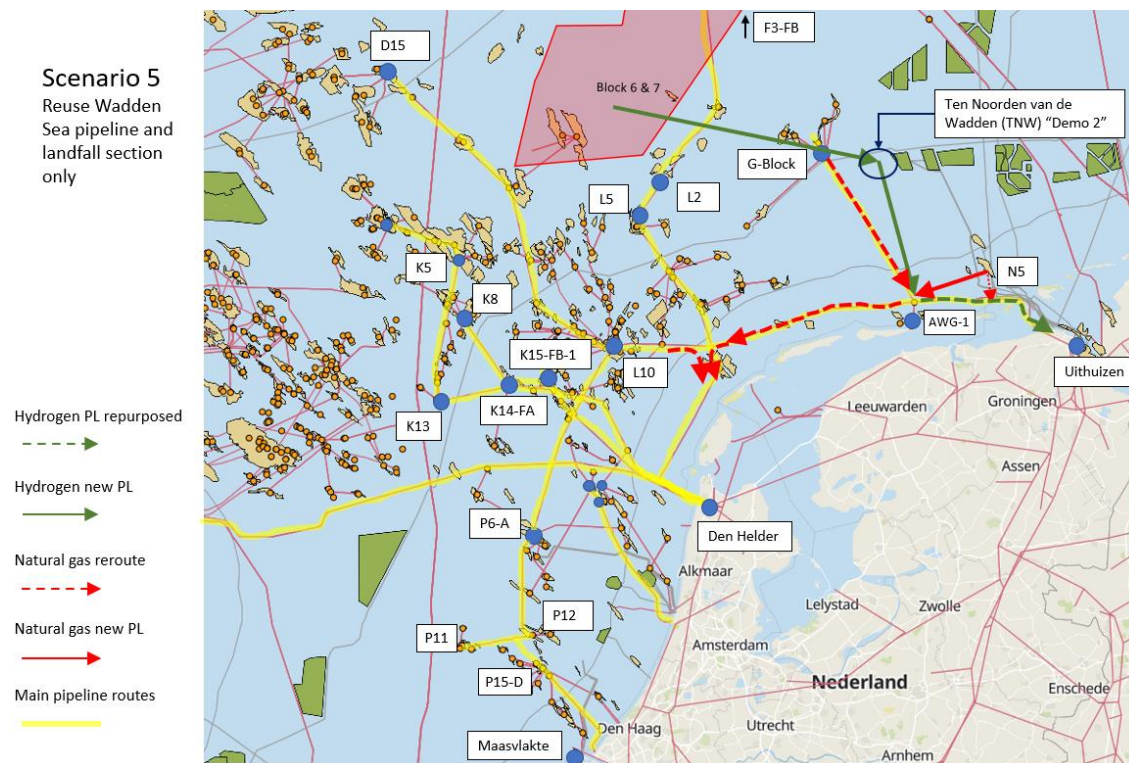 Scenario 5
Reuse Wadden
Sea pipeline and
landfall section
only
Hydrogen PL repurposed
Hydrogen new PL
Natural gas reroute
Natural gas new PL
Main pipeline routes
D15
F3-FB
Block 6 & 7
Ten Noorden van de
Wadden (TNW) “Demo 2”
G-Block
L2
L5
K5
N5
K8
AWG-1
K15-FB-1
L10
Uithuizen
K14-FA
K13
Leeuwarden
Groningen
Assen
P6-A
Den Helder
Alkmaar
Lelystad
Zwolle
P12
P11
Amsterdam
P15-D
Nederland
Enschede
Den Haag
Utrecht
Maasvlakte
Arnhem